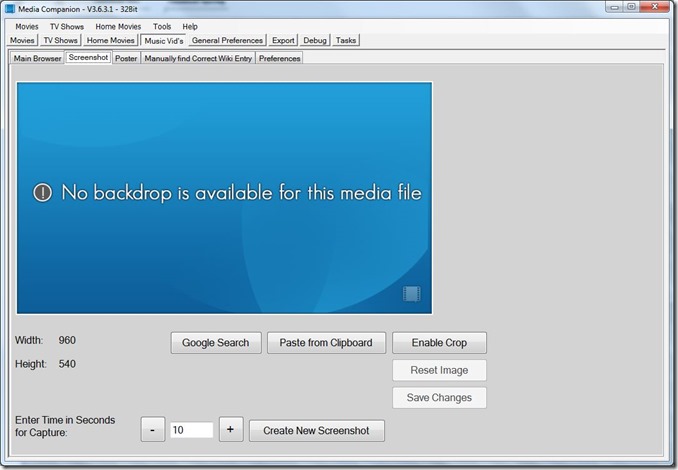 Media Companion - V3.6.3.1 - 32Bit
Movies TV Shows Home Movies Tools Help
Movies TV Shows Home Movies Music Vid's General Preferences Export Debug Tasks
Main Browser Screenshot Poster Manually find Correct Wiki Entry Preferences
No backdrop is available for this media file
Width: 960 Google Search Paste from Clipboard Enable Crop
Height: 540 Reset Image
Save Changes
Enter Time in Seconds
for Capture: - 10 + Create New Screenshot